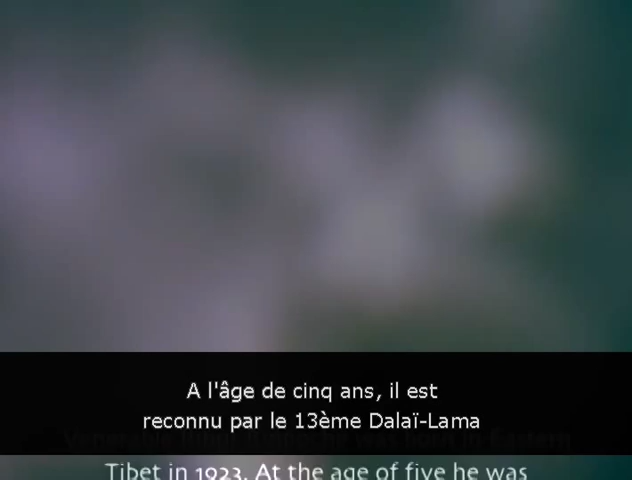 A l'âge de cinq ans, il est
reconnu par le 13ème Dalaï-Lama
Tibet in 1923. At the age of five he was